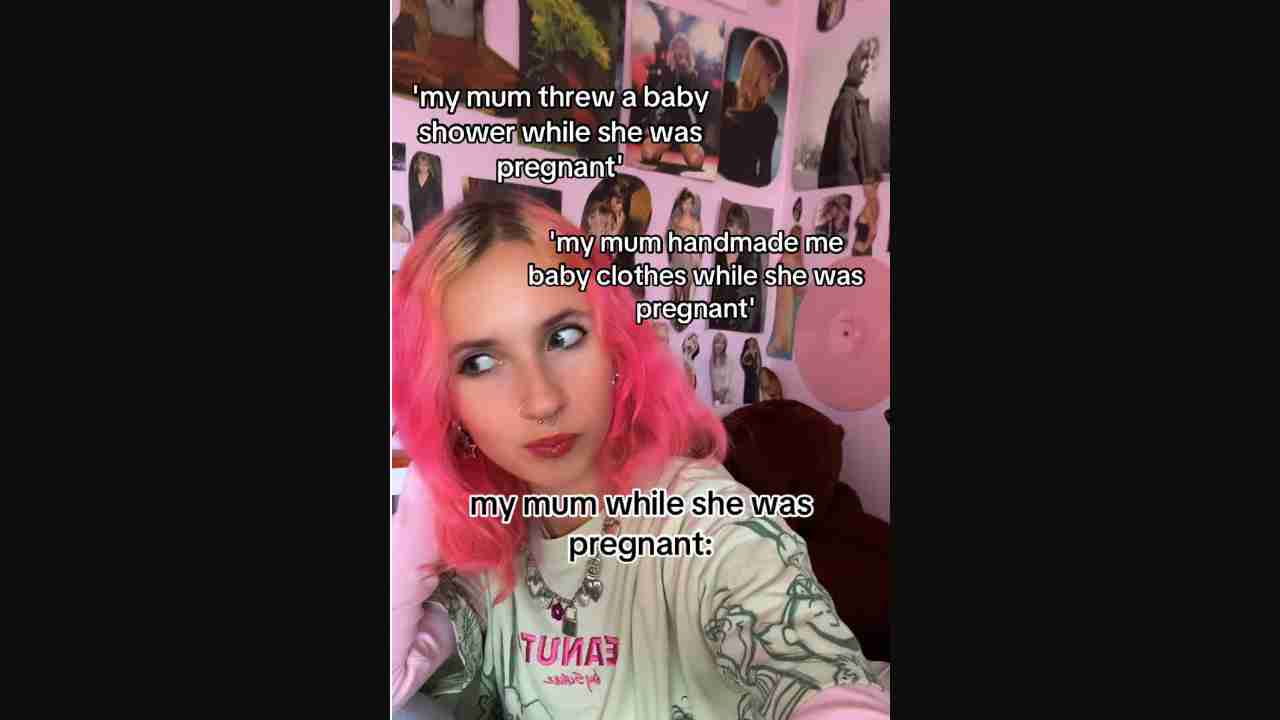 'my mum threw a baby
shower while she was
pregnant'
'my mum handmade me
baby clothes while she was
pregnant'
my mum while she was
pregnant:
EANUT